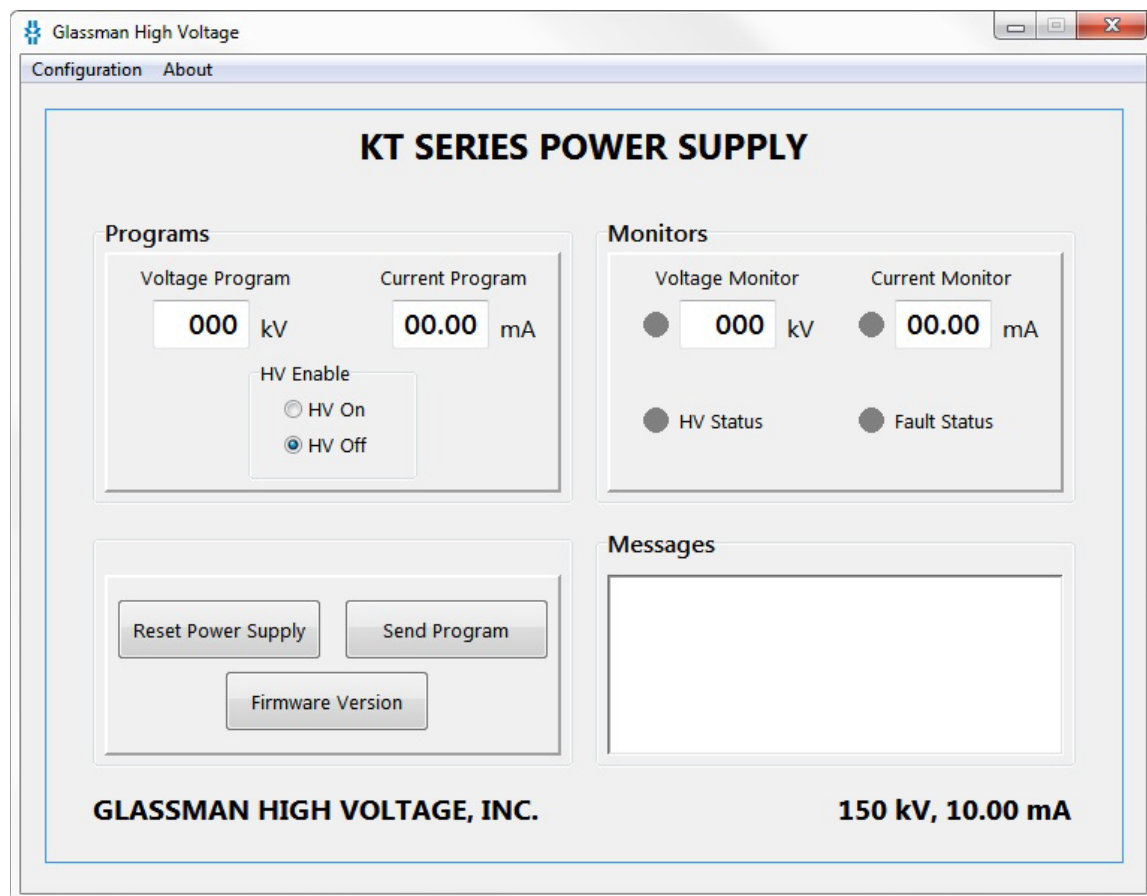 Glassman High Voltage
Configuration About
KT SERIES POWER SUPPLY
Programs
Voltage Program Current Program
000 kV 00.00 mA
HV Enable
HV On
HV Off
Monitors
Voltage Monitor Current Monitor
000 kV 00.00 mA
HV Status Fault Status
Reset Power Supply Send Program
Firmware Version
Messages
GLASSMAN HIGH VOLTAGE, INC. 150 kV, 10.00 mA